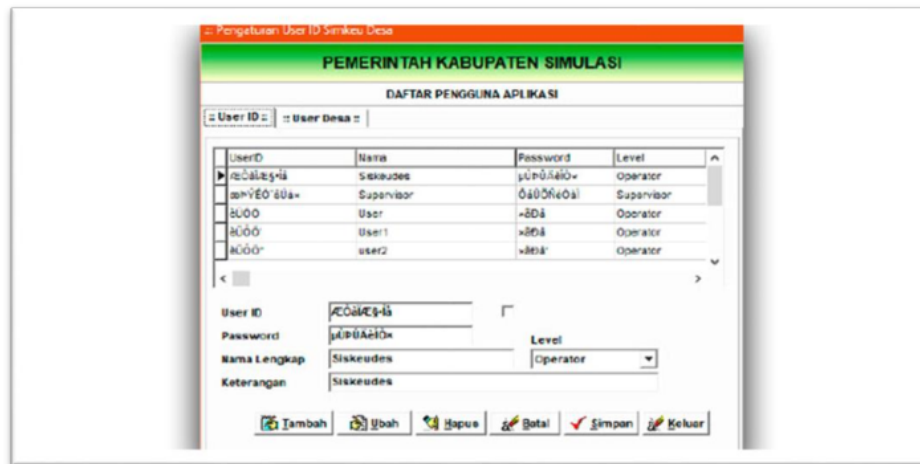 :: Pengaturan User ID Simkeu Desa
PEMERINTAH KABUPATEN SIMULASI
DAFTAR PENGGUNA APLIKASI
:: User ID :: :: User Desa ::
UserID Nama Password Level
Siskeudes Operator
Supervisor Supervisor
User Operator
User1 Operator
user2 Operator
User ID
Password
Level
Nama Lengkap Siskeudes Operator
Keterangan Siskeudes
Tambah Ubah Hapus Batal Simpan Keluar